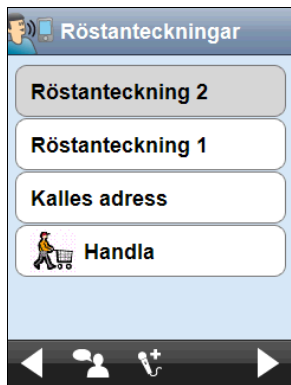 Röstanteckningar
Röstanteckning 2
Röstanteckning 1
Kalles adress
Handla